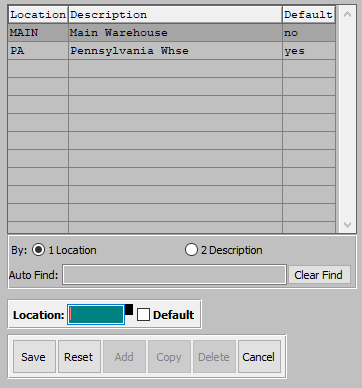 Location Description Default
MAIN Main Warehouse no
PA Pennsylvania Whse yes
By: 1 Location 2 Description
Auto Find: Clear Find
Location: Default
Save Reset Add Copy Delete Cancel